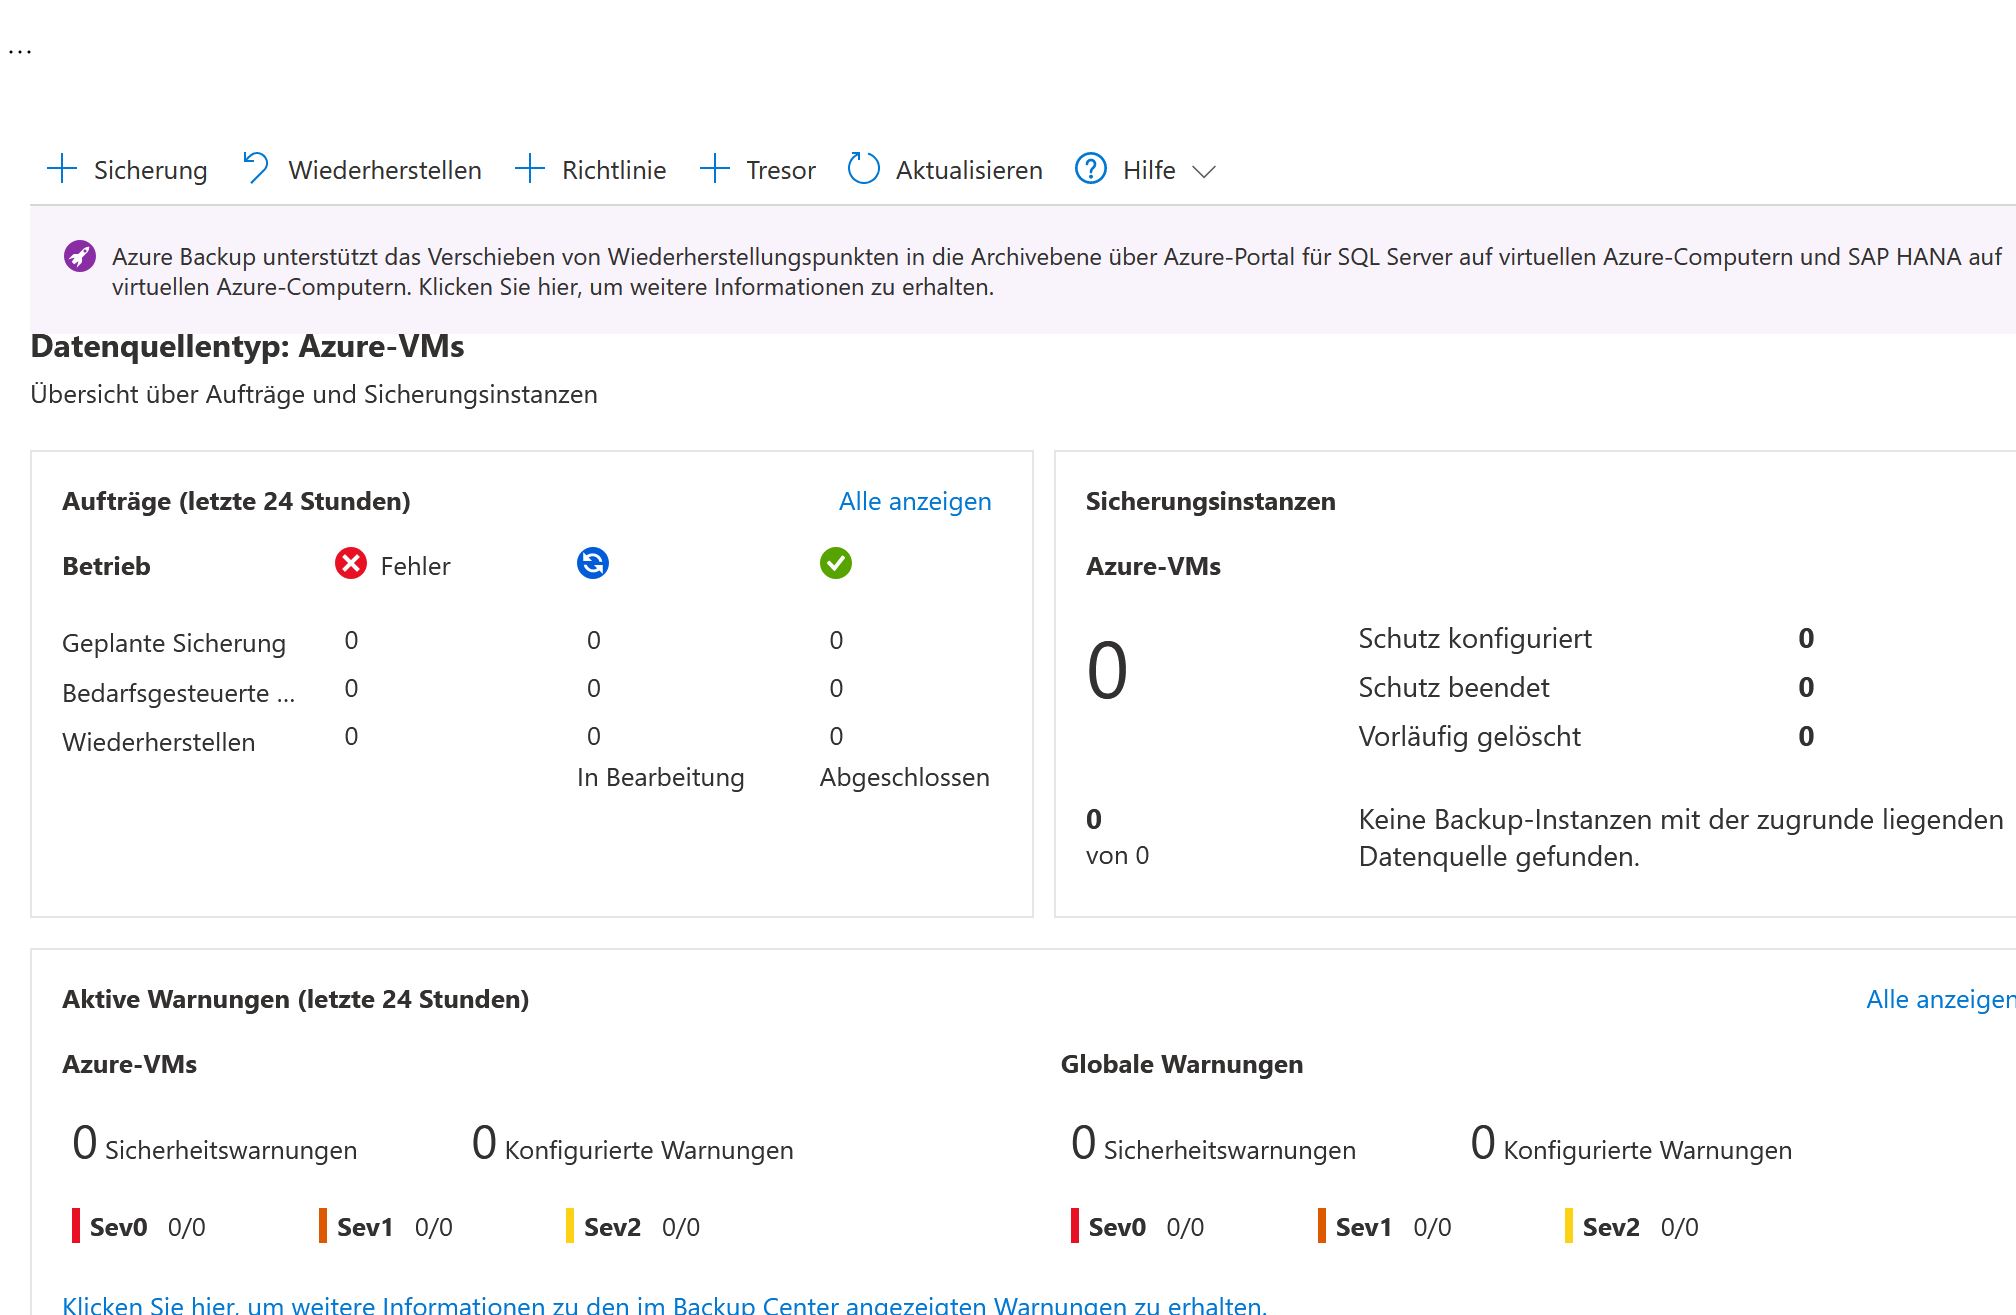 ...
Sicherung Wiederherstellen Richtlinie Tresor Aktualisieren Hilfe
Azure Backup unterstützt das Verschieben von Wiederherstellungspunkten in die Archivebene über Azure-Portal für SQL Server auf virtuellen Azure-Computern und SAP HANA auf
virtuellen Azure-Computern. Klicken Sie hier, um weitere Informationen zu erhalten.
Datenquellentyp: Azure-VMs
Übersicht über Aufträge und Sicherungsinstanzen
Aufträge (letzte 24 Stunden) Alle anzeigen
Betrieb Fehler
Geplante Sicherung 0 0 0
Bedarfsgesteuerte ... 0 0 0
Wiederherstellen 0 0 0
In Bearbeitung Abgeschlossen
Sicherungsinstanzen
Azure-VMs
0
Schutz konfiguriert 0
Schutz beendet 0
Vorläufig gelöscht 0
0
von 0
Keine Backup-Instanzen mit der zugrunde liegenden
Datenquelle gefunden.
Aktive Warnungen (letzte 24 Stunden) Alle anzeigen
Azure-VMs
0 Sicherheitswarnungen 0 Konfigurierte Warnungen
Sev0 0/0 Sev1 0/0 Sev2 0/0
Globale Warnungen
0 Sicherheitswarnungen 0 Konfigurierte Warnungen
Sev0 0/0 Sev1 0/0 Sev2 0/0
Klicken Sie hier, um weitere Informationen zu den im Backup Center angezeigten Warnungen zu erhalten.